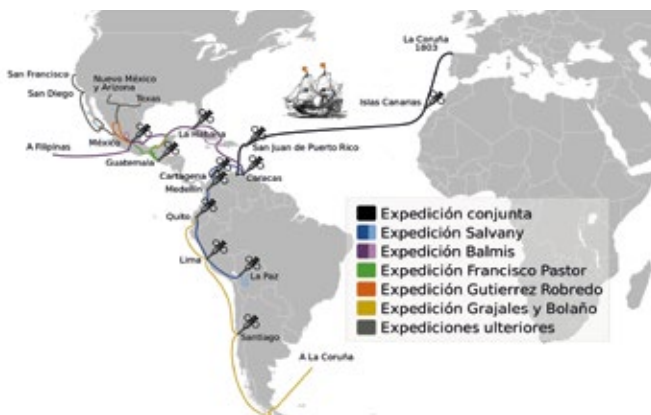 La Coruña
1803
San Francisco
Nuevo México
y Arizona
San Diego
Texas
Islas Canarias
La Habana
México
A Filipinas
San Juan de Puerto Rico
Guatemala
Cartagena
Caracas
Medellín
Quito
Lima
La Paz
Santiago
A La Coruña
Expedición conjunta
Expedición Salvany
Expedición Balmis
Expedición Francisco Pastor
Expedición Gutierrez Robredo
Expedición Grajales y Bolaño
Expediciones ulteriores